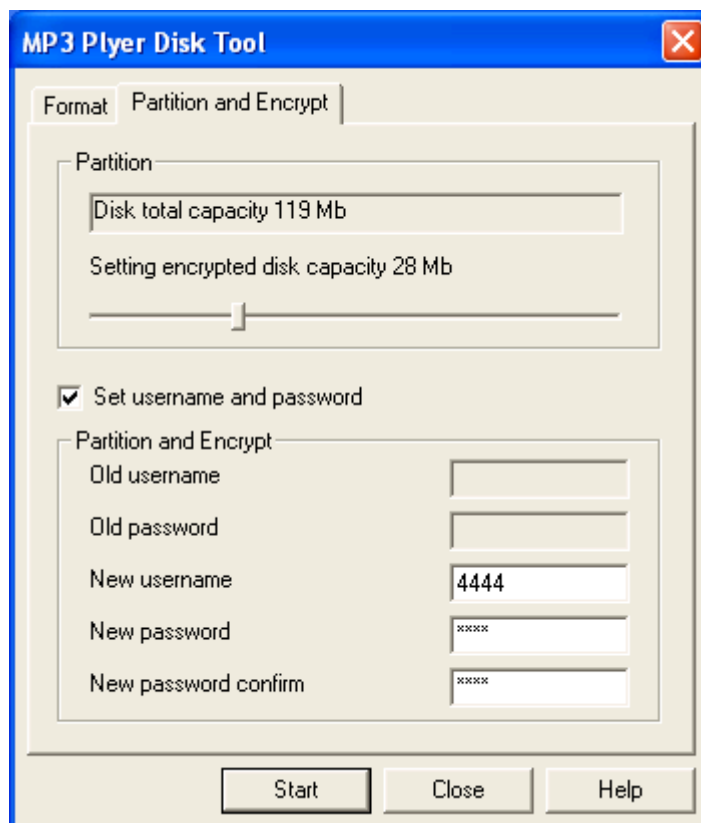 MP3 Plyer Disk Tool
Format Partition and Encrypt
Partition
Disk total capacity 119 Mb
Setting encrypted disk capacity 28 Mb
Set username and password
Partition and Encrypt
Old username
Old password
New username 4444
New password ****
New password confirm ****
Start Close Help